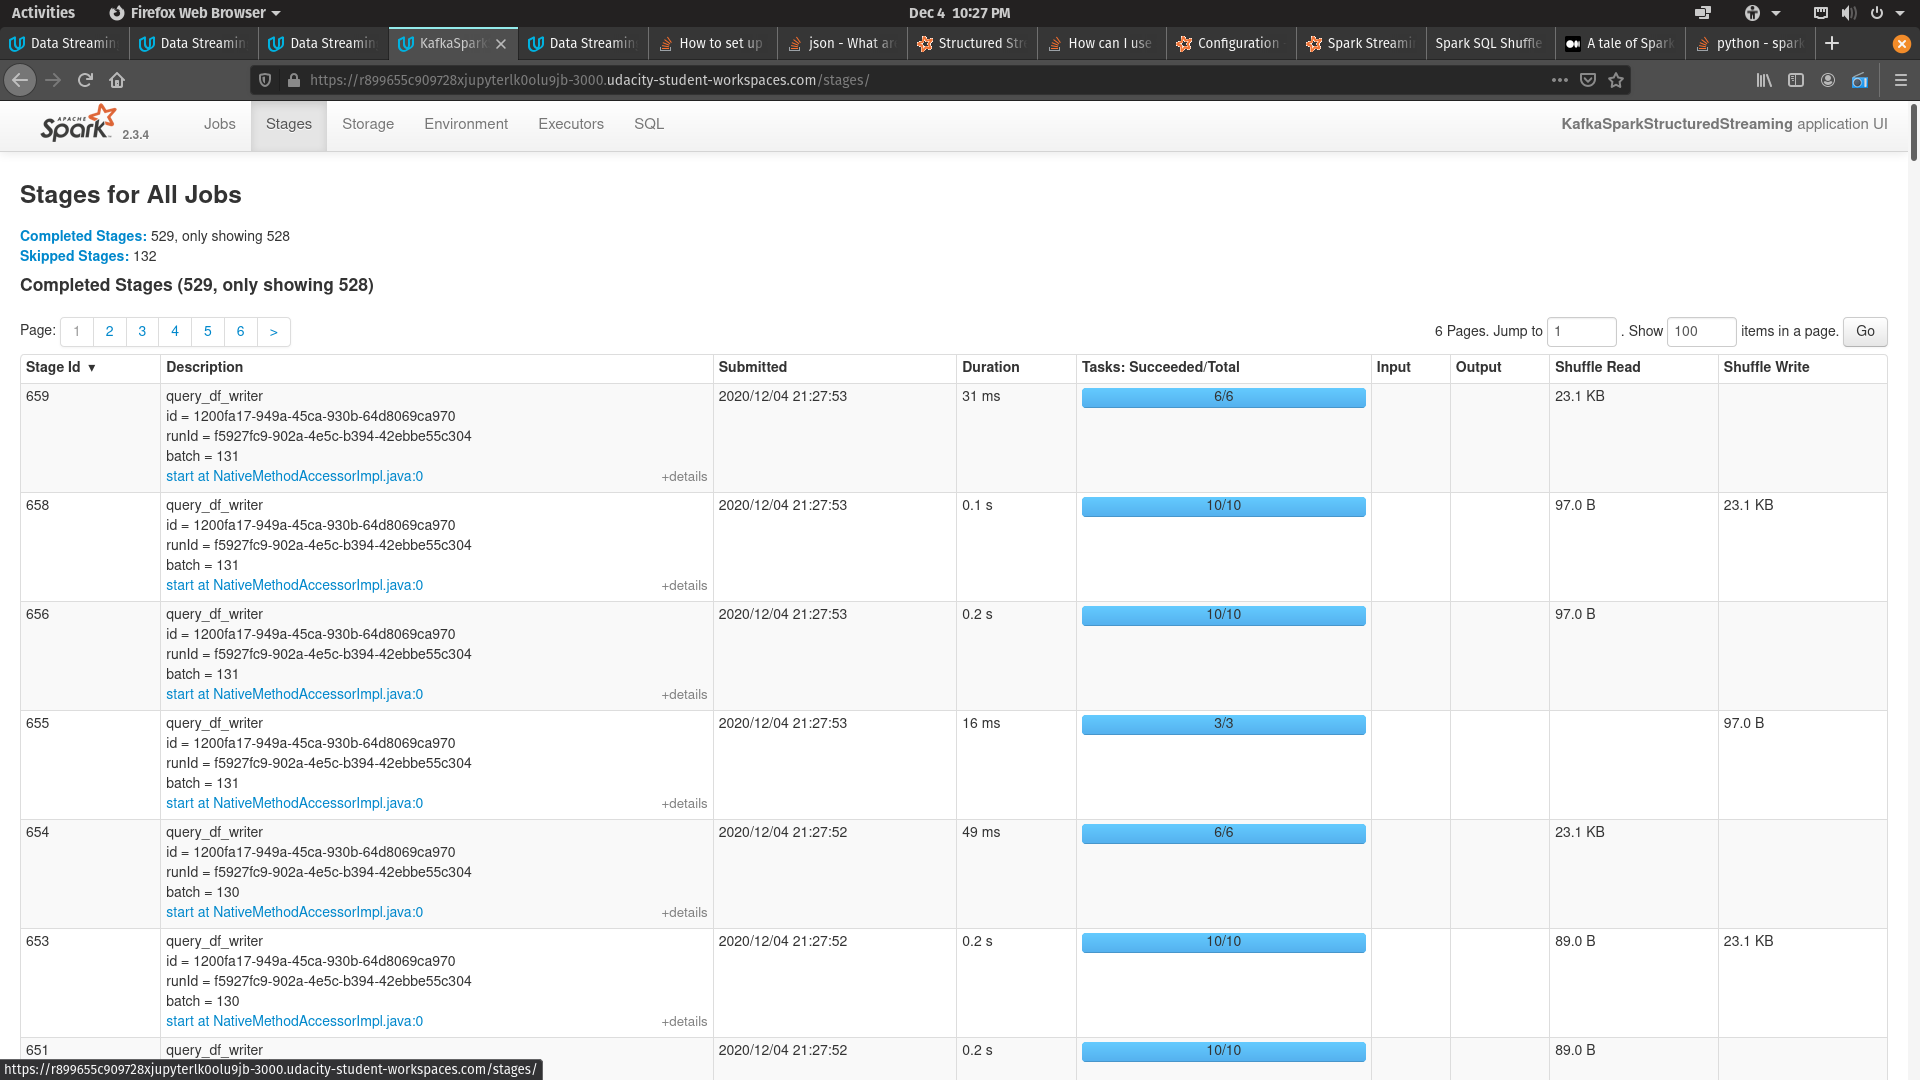 Activities Firefox Web Browser Dec 4 10:27 PM
Data Streamin Data Streamin Data Streamin KafkaSpark Data Streamin How to set up json - What ar Structured Str How can I use Configuration Spark Streami Spark SQL Shuffle A tale of Spark python - spark
https://r899655c909728xjupyterlk0olu9jb-3000.udacity-student-workspaces.com/stages/
APACHE Spark 2.3.4 Jobs Stages Storage Environment Executors SQL KafkaSparkStructuredStreaming application UI
Stages for All Jobs
Completed Stages: 529, only showing 528
Skipped Stages: 132
Completed Stages (529, only showing 528)
Page: 1 2 3 4 5 6 > 6 Pages. Jump to 1 . Show 100 items in a page. Go
Stage Id ▾ Description Submitted Duration Tasks: Succeeded/Total Input Output Shuffle Read Shuffle Write
659 query_df_writer 2020/12/04 21:27:53 31 ms 6/6 23.1 KB
id = 1200fa17-949a-45ca-930b-64d8069ca970
runId = f5927fc9-902a-4e5c-b394-42ebbe55c304
batch = 131
start at NativeMethodAccessorImpl.java:0 +details
658 query_df_writer 2020/12/04 21:27:53 0.1 s 10/10 97.0 B 23.1 KB
id = 1200fa17-949a-45ca-930b-64d8069ca970
runId = f5927fc9-902a-4e5c-b394-42ebbe55c304
batch = 131
start at NativeMethodAccessorImpl.java:0 +details
656 query_df_writer 2020/12/04 21:27:53 0.2 s 10/10 97.0 B
id = 1200fa17-949a-45ca-930b-64d8069ca970
runId = f5927fc9-902a-4e5c-b394-42ebbe55c304
batch = 131
start at NativeMethodAccessorImpl.java:0 +details
655 query_df_writer 2020/12/04 21:27:53 16 ms 3/3 97.0 B
id = 1200fa17-949a-45ca-930b-64d8069ca970
runId = f5927fc9-902a-4e5c-b394-42ebbe55c304
batch = 131
start at NativeMethodAccessorImpl.java:0 +details
654 query_df_writer 2020/12/04 21:27:52 49 ms 6/6 23.1 KB
id = 1200fa17-949a-45ca-930b-64d8069ca970
runId = f5927fc9-902a-4e5c-b394-42ebbe55c304
batch = 130
start at NativeMethodAccessorImpl.java:0 +details
653 query_df_writer 2020/12/04 21:27:52 0.2 s 10/10 89.0 B 23.1 KB
id = 1200fa17-949a-45ca-930b-64d8069ca970
runId = f5927fc9-902a-4e5c-b394-42ebbe55c304
batch = 130
start at NativeMethodAccessorImpl.java:0 +details
651 query_df_writer 2020/12/04 21:27:52 0.2 s 10/10 89.0 B
https://r899655c909728xjupyterlk0olu9jb-3000.udacity-student-workspaces.com/stages/